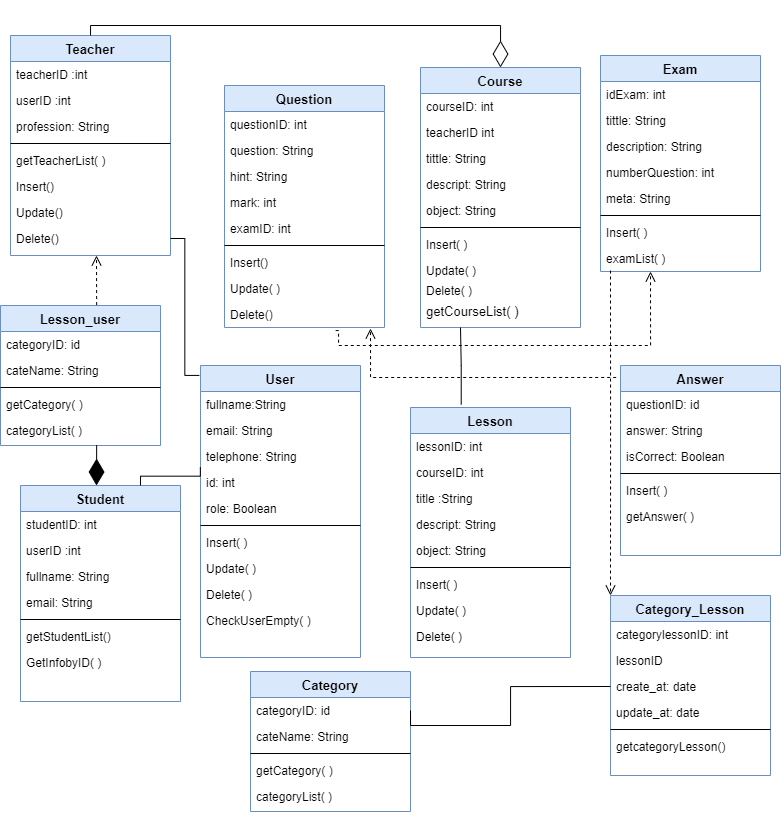 Teacher
teacherID :int
userID :int
profession: String
getTeacherList( )
Insert()
Update()
Delete()
Question
questionID: int
question: String
hint: String
mark: int
examID: int
Insert()
Update( )
Delete()
Course
courseID: int
teacherID int
tittle: String
descript: String
object: String
Insert( )
Update( )
Delete( )
getCourseList( )
Exam
idExam: int
tittle: String
description: String
numberQuestion: int
meta: String
Insert( )
examList( )
Lesson_user
categoryID: id
cateName: String
getCategory( )
categoryList( )
User
fullname:String
email: String
telephone: String
id: int
role: Boolean
Insert( )
Update( )
Delete( )
CheckUserEmpty( )
Lesson
lessonID: int
courseID: int
title :String
descript: String
object: String
Insert( )
Update( )
Delete( )
Answer
questionID: id
answer: String
isCorrect: Boolean
Insert( )
getAnswer( )
Student
studentID: int
userID :int
fullname: String
email: String
getStudentList()
GetInfobyID( )
Category_Lesson
categorylessonID: int
lessonID
create_at: date
update_at: date
getcategoryLesson()
Category
categoryID: id
cateName: String
getCategory( )
categoryList( )